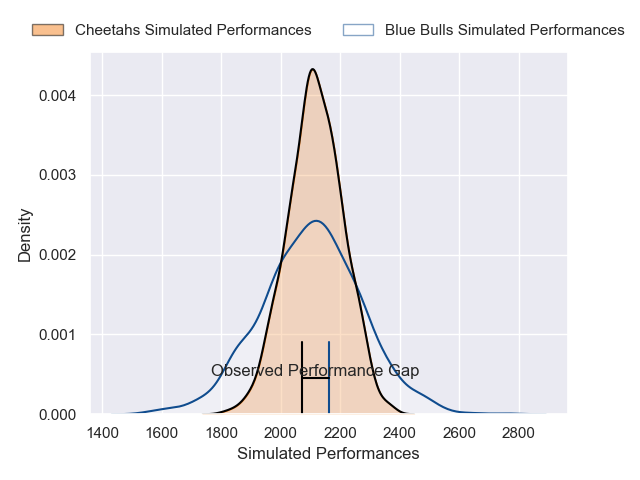 Cheetahs Simulated Performances
Blue Bulls Simulated Performances
Density
0.004
0.003
0.002
0.001
0.000
Observed Performance Gap
1400 1600 1800 2000 2200 2400 2600 2800
Simulated Performances